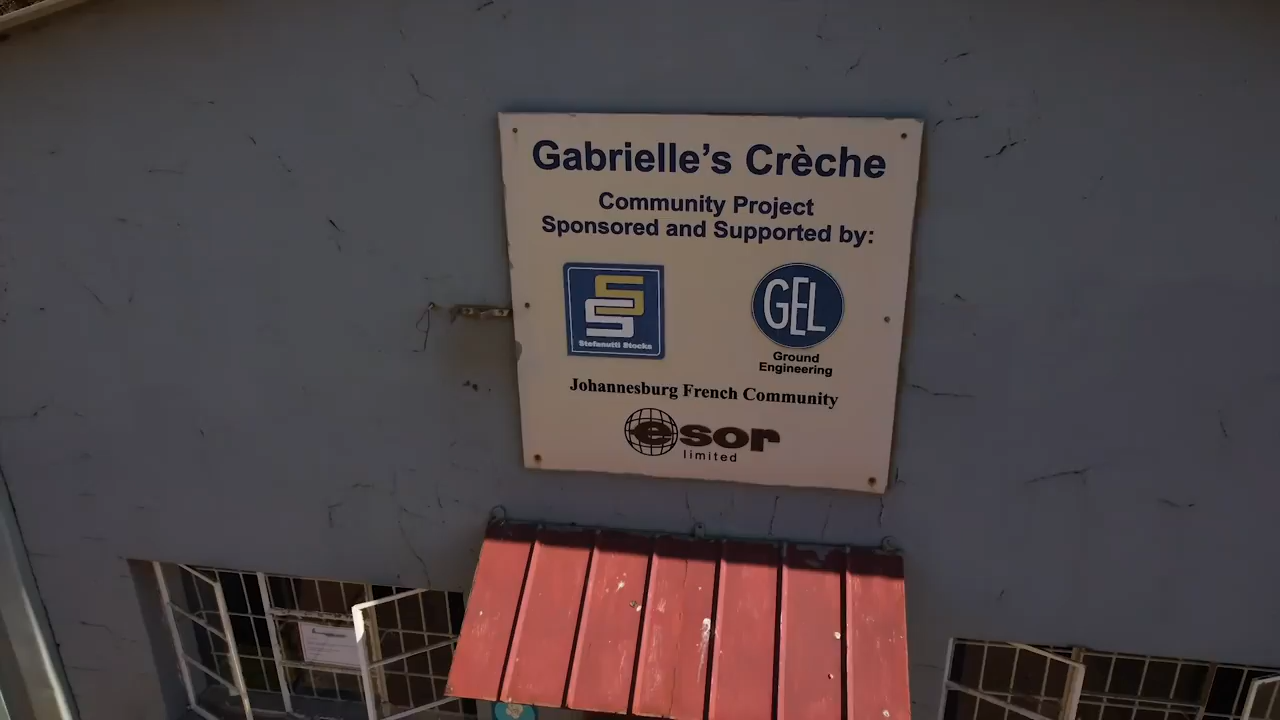 Gabrielle's Crèche
Community Project
Sponsored and Supported by:
Stefanutti Stocks
GEL
Ground
Engineering
Johannesburg French Community
esor
limited